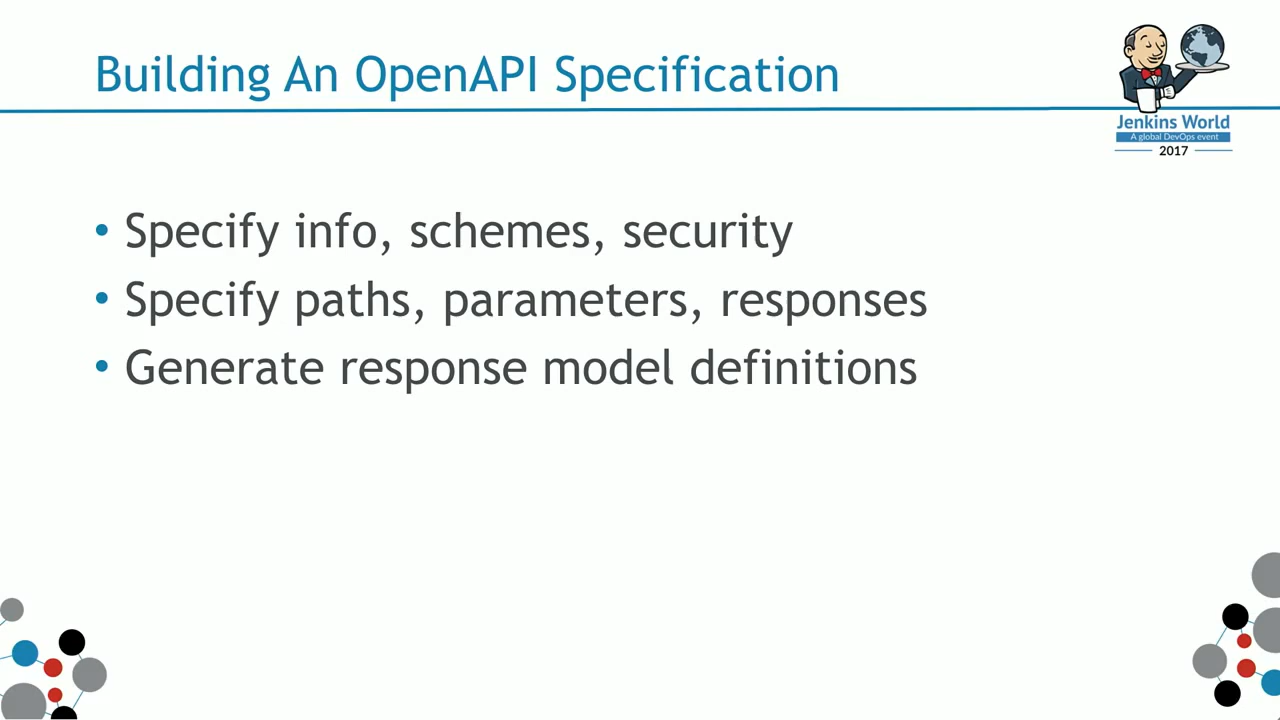 Building An OpenAPI Specification
Jenkins World
A global DevOps event
2017
• Specify info, schemes, security
• Specify paths, parameters, responses
• Generate response model definitions